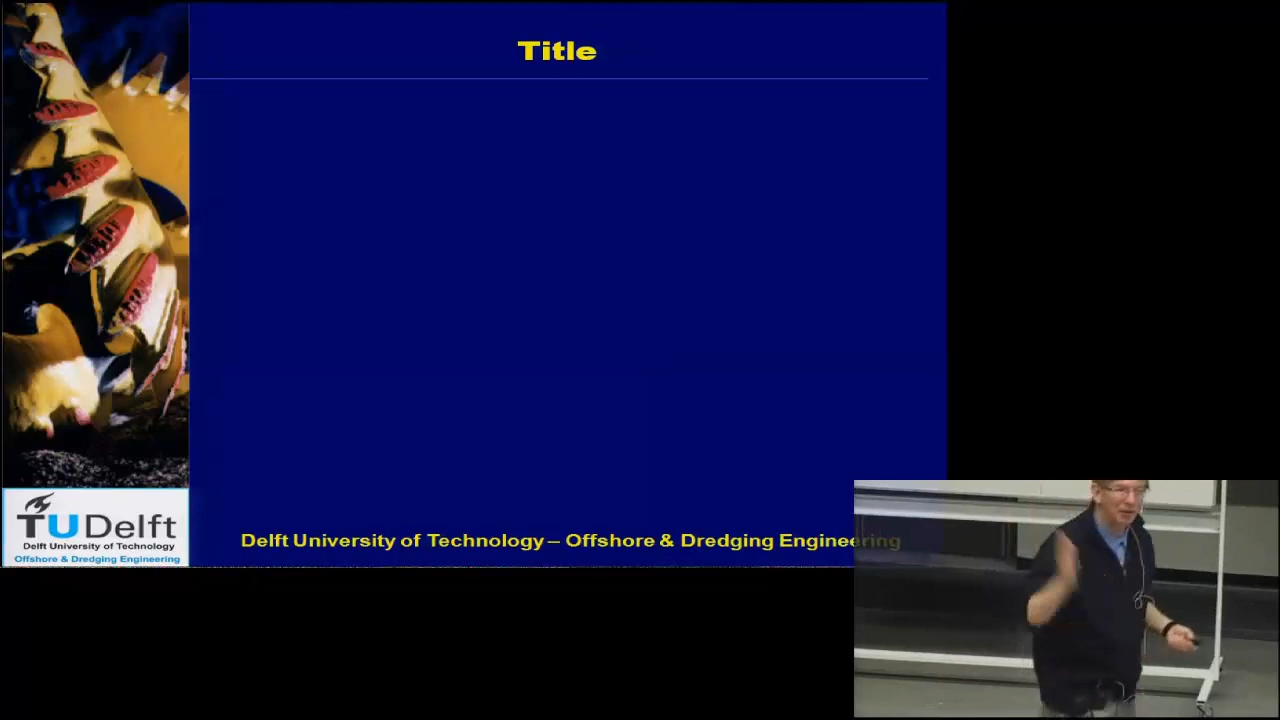 Title
TU Delft
Delft University of Technology
Offshore & Dredging Engineering
Delft University of Technology – Offshore & Dredging Engineering